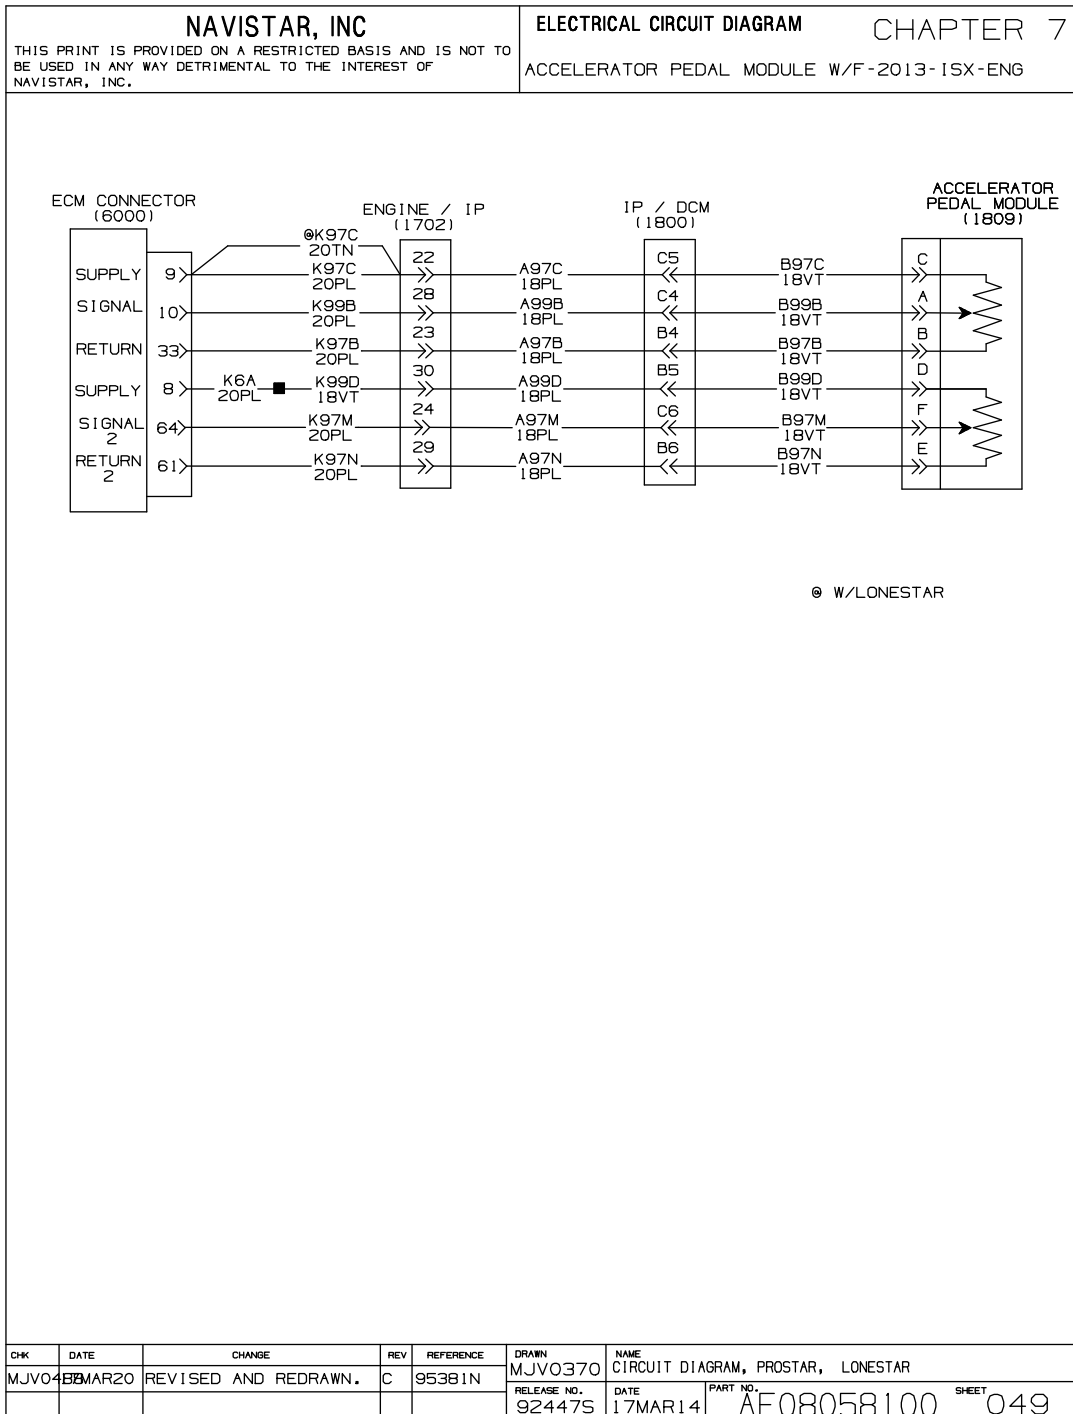 NAVISTAR, INC
THIS PRINT IS PROVIDED ON A RESTRICTED BASIS AND IS NOT TO
BE USED IN ANY WAY DETRIMENTAL TO THE INTEREST OF
NAVISTAR, INC.
ELECTRICAL CIRCUIT DIAGRAM CHAPTER 7
ACCELERATOR PEDAL MODULE W/F-2013-ISX-ENG
ECM CONNECTOR
(6000)
ENGINE / IP
(1702)
IP / DCM
(1800)
ACCELERATOR
PEDAL MODULE
(1809)
@K97C
20TN
SUPPLY 9 K97C 22 A97C C5 B97C C
20PL 18PL 18VT
SIGNAL 10 K99B 28 A99B C4 B99B A
20PL 18PL 18VT
RETURN 33 K97B 23 A97B B4 B97B B
20PL 18PL 18VT
SUPPLY 8 K6A K99D 30 A99D B5 B99D D
20PL 18VT 18PL 18VT
SIGNAL 64 K97M 24 A97M C6 B97M F
2 20PL 18PL 18VT
RETURN 61 K97N 29 A97N B6 B97N E
2 20PL 18PL 18VT
@ W/LONESTAR
CHK DATE CHANGE REV REFERENCE
MAR20 REVISED AND REDRAWN. C 95381N
DRAWN
MJV0370
NAME
CIRCUIT DIAGRAM, PROSTAR, LONESTAR
RELEASE NO.
92447S
DATE
17MAR14
PART NO.
AE08058100
SHEET
049